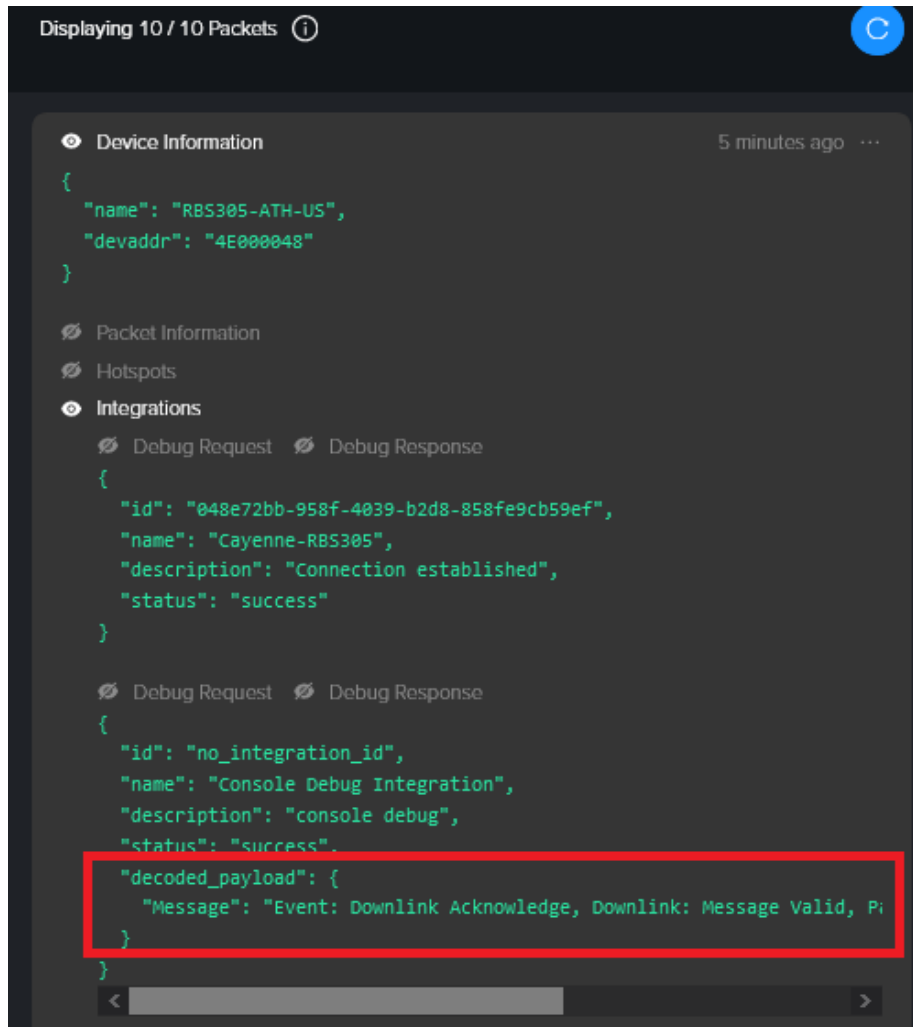 Displaying 10 / 10 Packets
Device Information 5 minutes ago ...
{
"name": "RBS305-ATH-US",
"devaddr": "4E000048"
}
Packet Information
Hotspots
Integrations
Debug Request Debug Response
{
"id": "048e72bb-958f-4039-b2d8-858fe9cb59ef",
"name": "Cayenne-RBS305",
"description": "Connection established",
"status": "success"
}
Debug Request Debug Response
{
"id": "no_integration_id",
"name": "Console Debug Integration",
"description": "console debug",
"status": "success",
"decoded_payload": {
"Message": "Event: Downlink Acknowledge, Downlink: Message Valid,
}
}